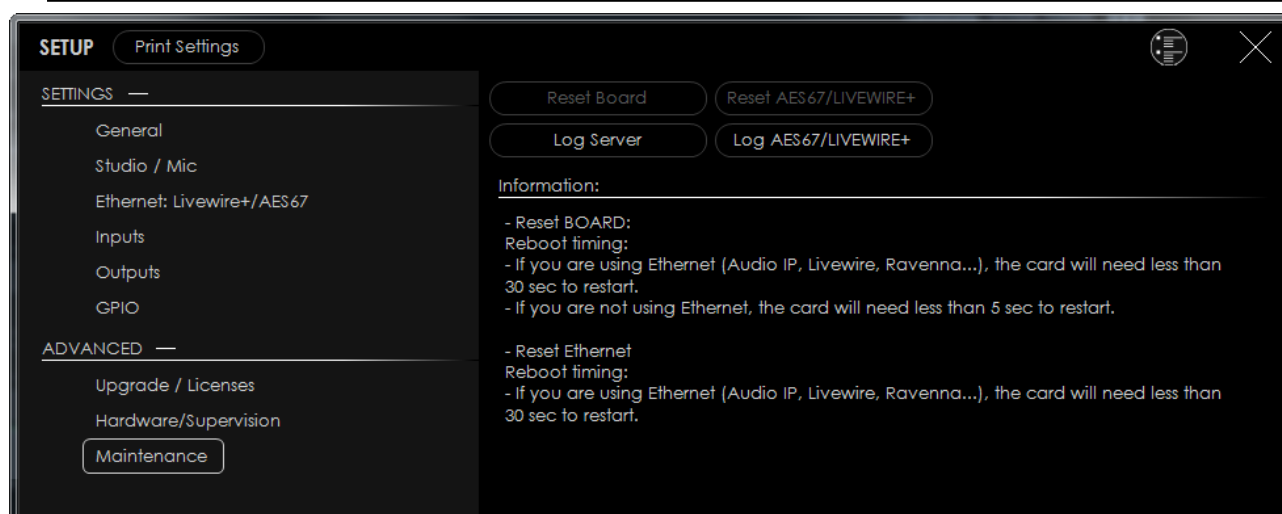 SETUP Print Settings
SETTINGS
General
Studio / Mic
Ethernet: Livewire+/AES67
Inputs
Outputs
GPIO
ADVANCED
Upgrade / Licenses
Hardware/Supervision
Maintenance
Reset Board Reset AES67/LIVEWIRE+
Log Server Log AES67/LIVEWIRE+
Information:
- Reset BOARD:
Reboot timing:
- If you are using Ethernet (Audio IP, Livewire, Ravenna...), the card will need less than
30 sec to restart.
- If you are not using Ethernet, the card will need less than 5 sec to restart.
- Reset Ethernet
Reboot timing:
- If you are using Ethernet (Audio IP, Livewire, Ravenna...), the card will need less than
30 sec to restart.